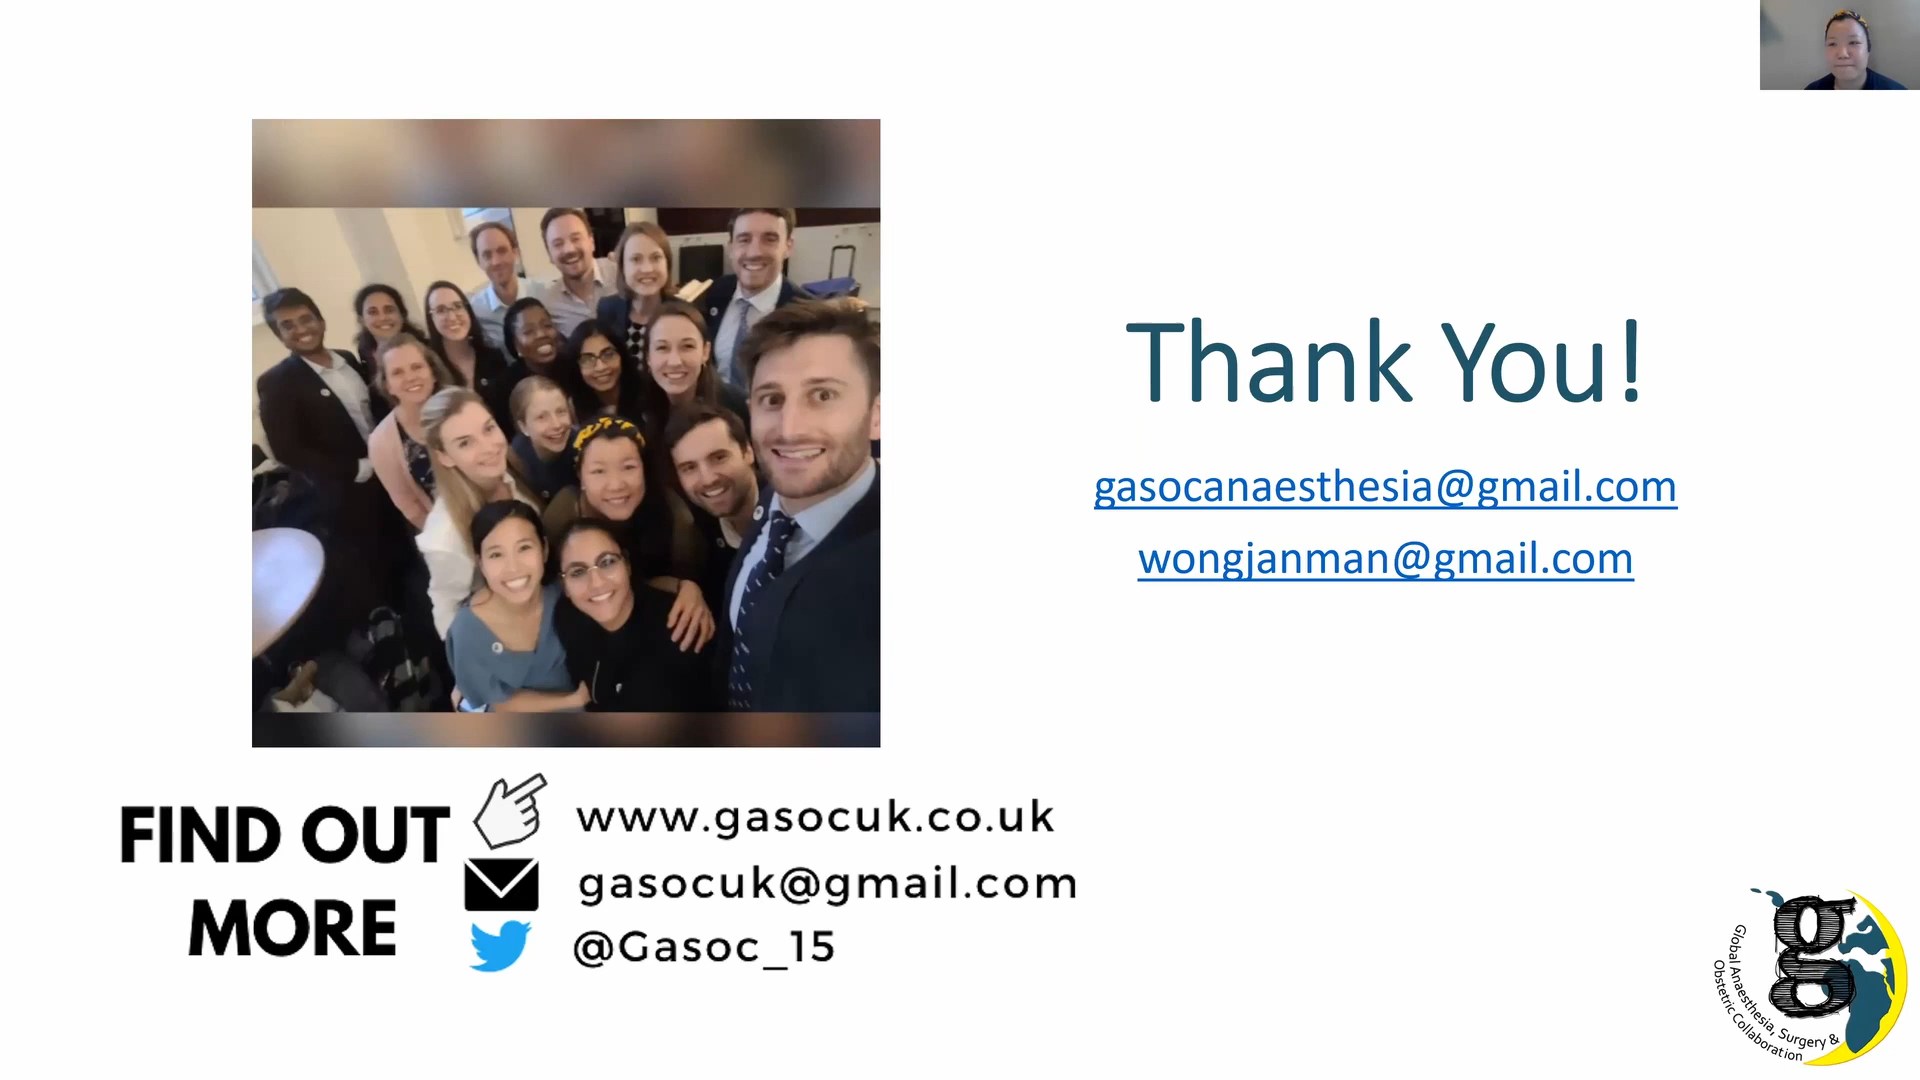 Thank You!
gasocanaesthesia@gmail.com
wongjanman@gmail.com
FIND OUT
MORE
www.gasocuk.co.uk
gasocuk@gmail.com
@Gasoc_15
g
Global Anaesthesia, Surgery &
Obstetric Collaboration